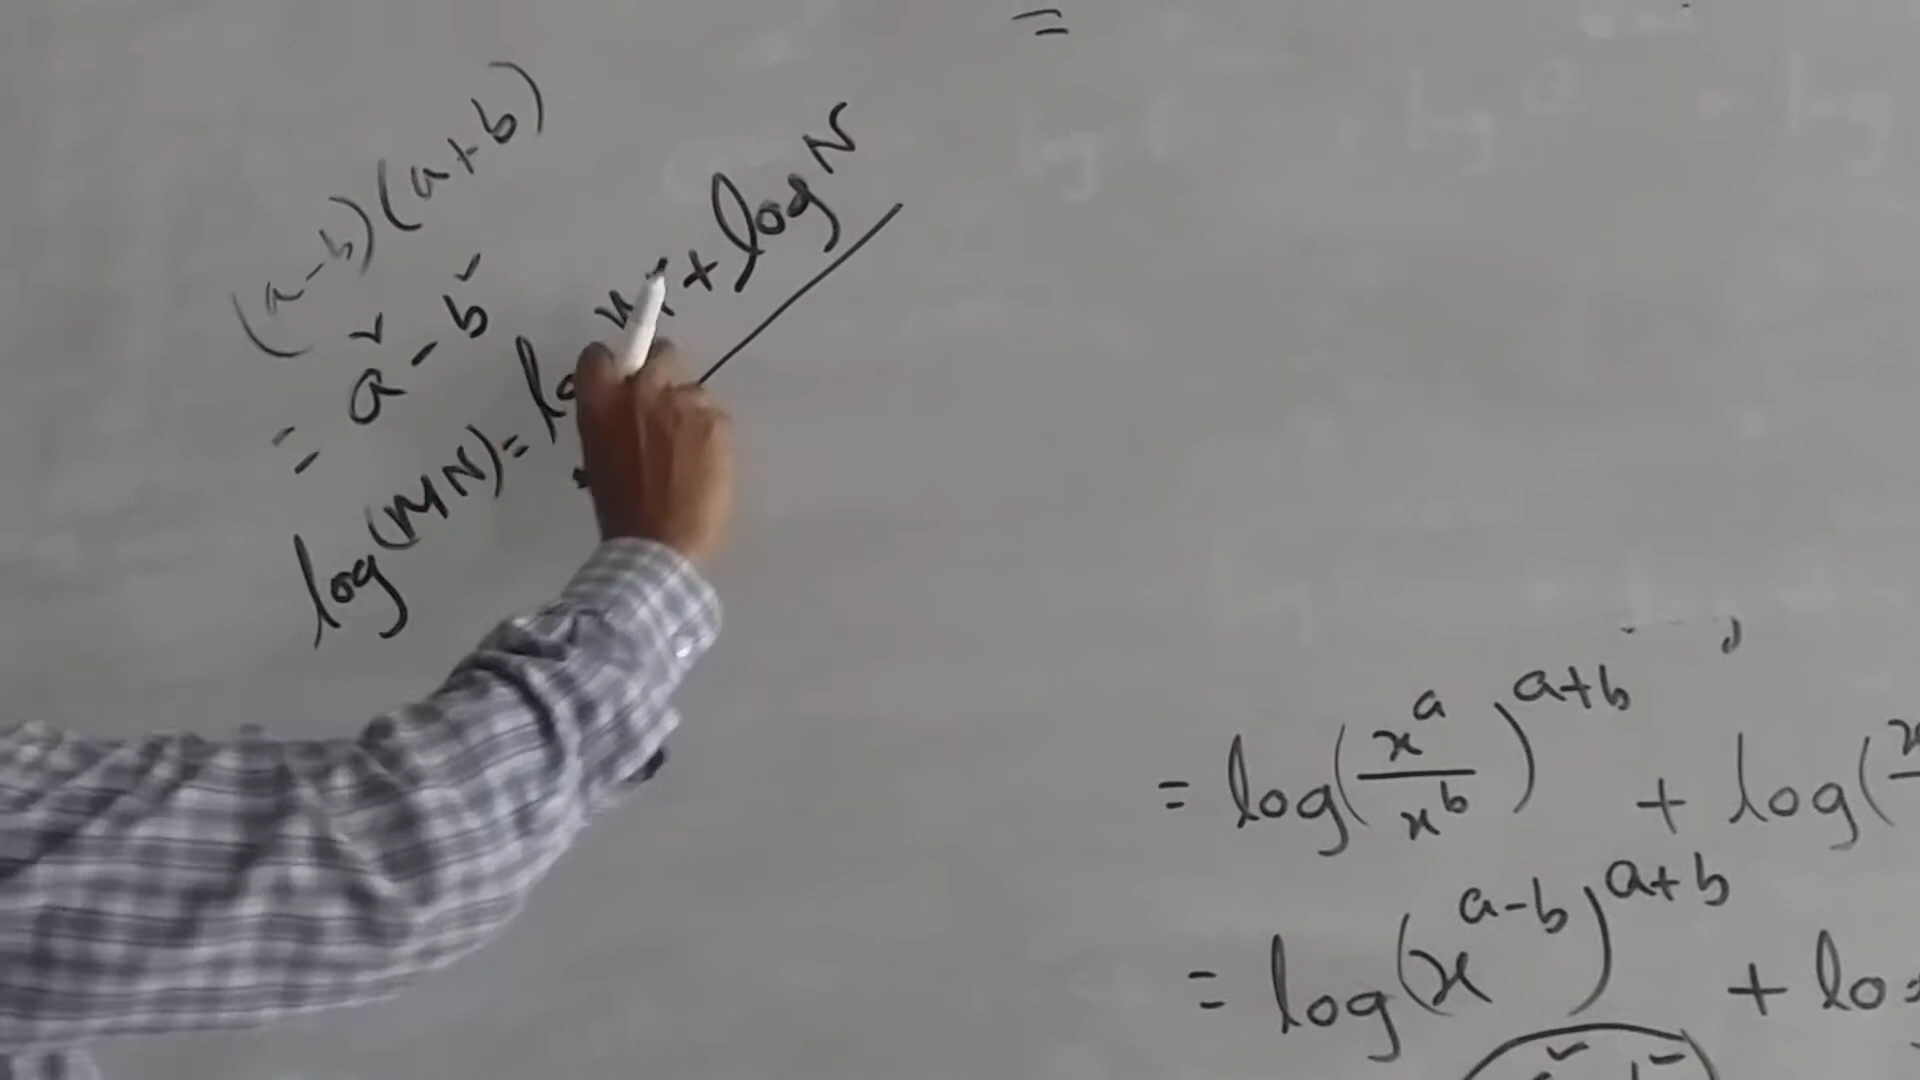 =
(a-b)(a+b)
= a² - b²
log(MN) = log M + log N
= log(x^a/x^b)^(a+b) + log(
= log(x^(a-b))^(a+b) + lo